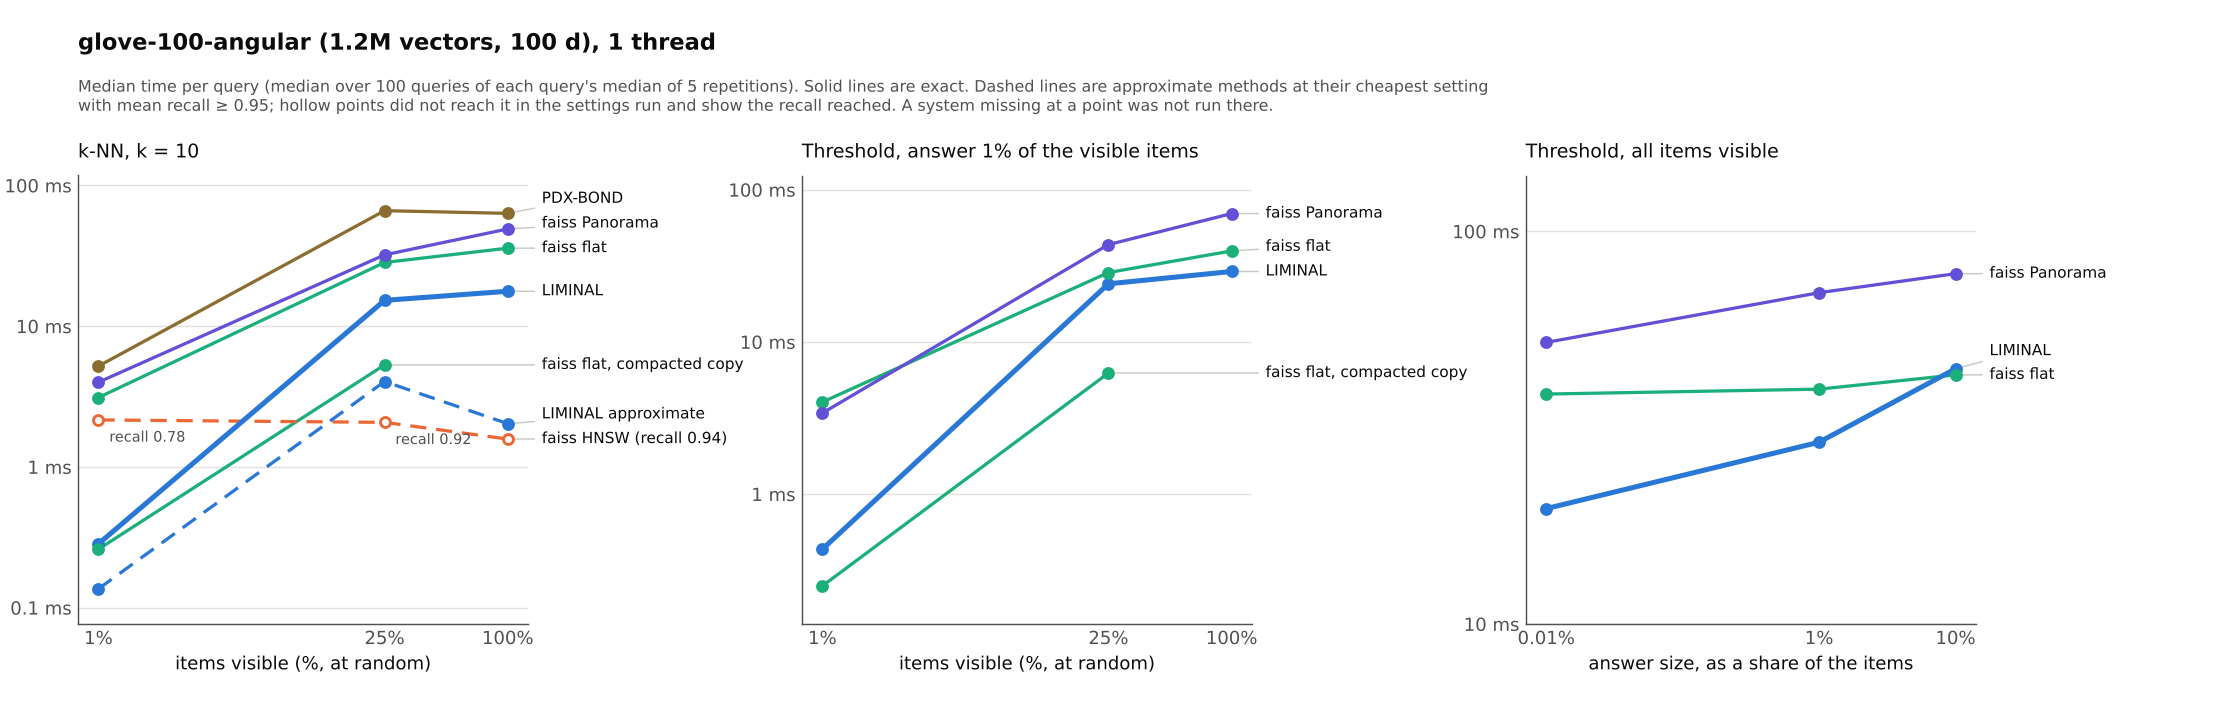 glove-100-angular (1.2M vectors, 100 d), 1 thread
Median time per query (median over 100 queries of each query's median of 5 repetitions). Solid lines are exact. Dashed lines are approximate methods at their cheapest setting
with mean recall ≥ 0.95; hollow points did not reach it in the settings run and show the recall reached. A system missing at a point was not run there.
k-NN, k = 10
100 ms
10 ms
1 ms
0.1 ms
PDX-BOND
faiss Panorama
faiss flat
LIMINAL
faiss flat, compacted copy
LIMINAL approximate
faiss HNSW (recall 0.94)
recall 0.78
recall 0.92
1%
25%
100%
items visible (%, at random)
Threshold, answer 1% of the visible items
100 ms
10 ms
1 ms
faiss Panorama
faiss flat
LIMINAL
faiss flat, compacted copy
1%
25%
100%
items visible (%, at random)
Threshold, all items visible
100 ms
10 ms
faiss Panorama
LIMINAL
faiss flat
0.01%
1%
10%
answer size, as a share of the items